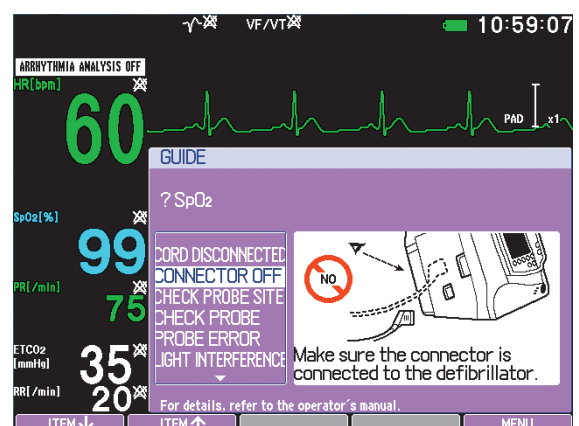 VF/VT
10:59:07
ARRHYTHMIA ANALYSIS OFF
HR[bpm]
60
PAD
x1
GUIDE
? SpO2
SpO2[%]
99
CORD DISCONNECTED
CONNECTOR OFF
CHECK PROBE SITE
CHECK PROBE
PROBE ERROR
LIGHT INTERFERENCE
NO
Make sure the connector is
connected to the defibrillator.
PR[/min]
75
ETCO2
[mmHg]
35
RR[/min]
20
For details, refer to the operator's manual.
ITEM↓
ITEM↑
MENU